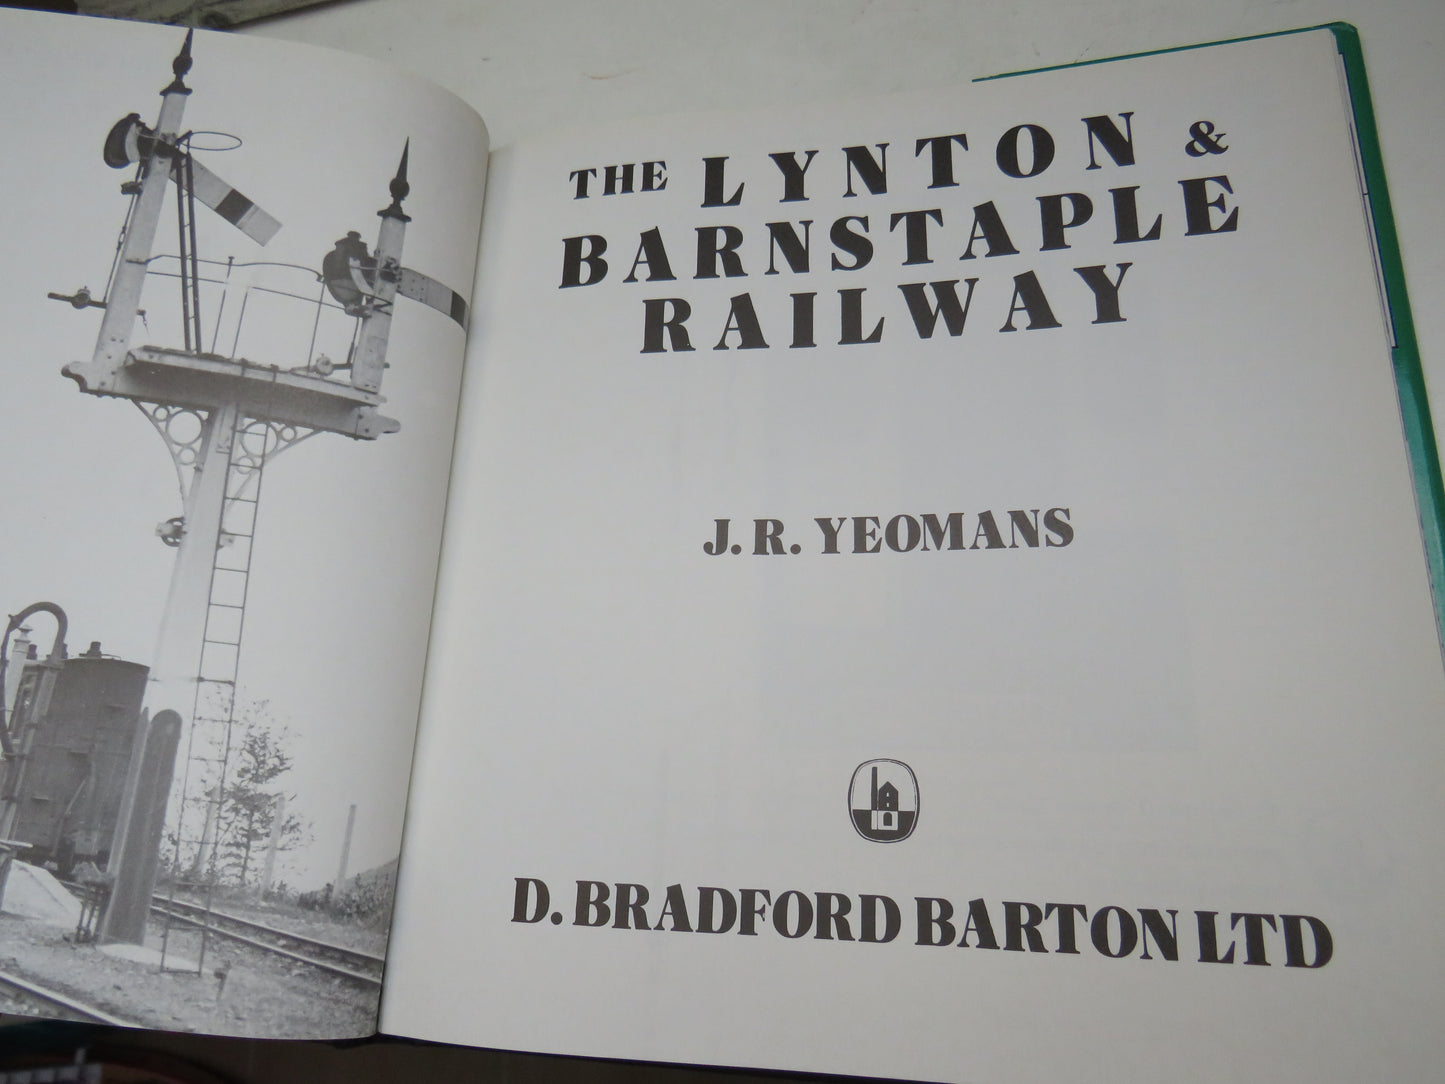 THE LYNTON &
BARNSTAPLE
RAILWAY
J. R. YEOMANS
D. BRADFORD BARTON LTD